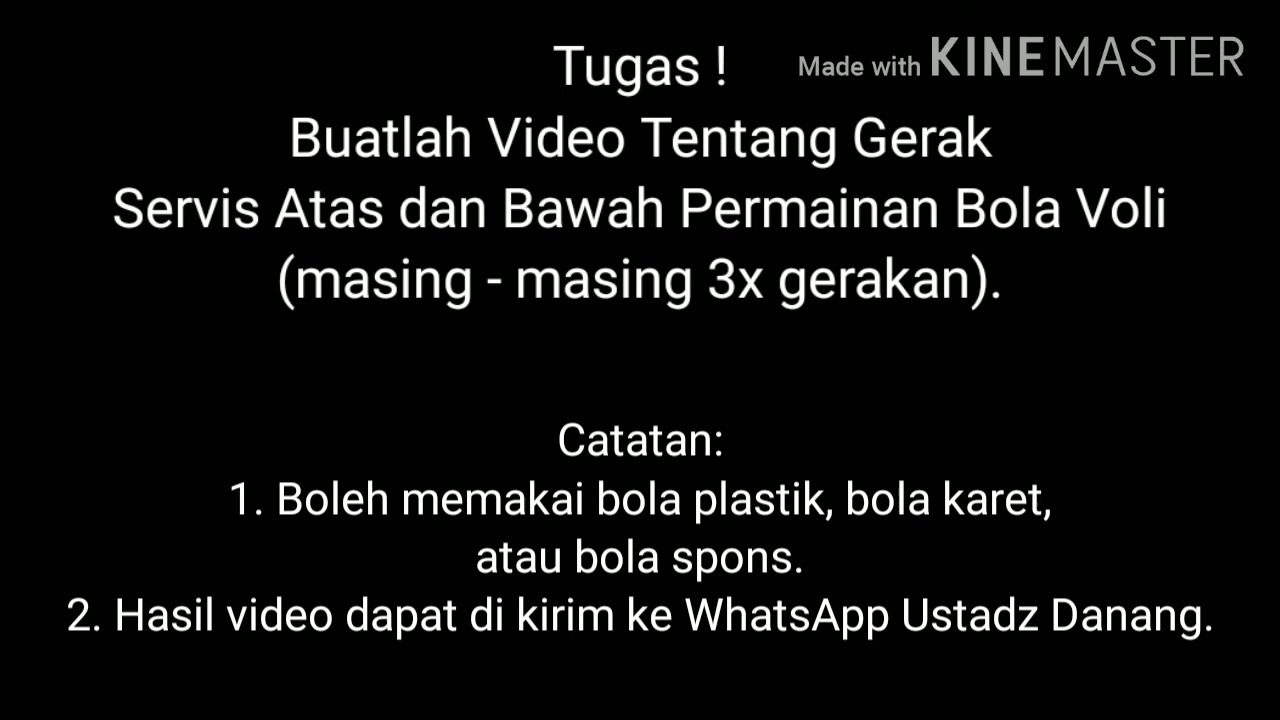 Tugas !
Made with KINEMASTER
Buatlah Video Tentang Gerak
Servis Atas dan Bawah Permainan Bola Voli
(masing - masing 3x gerakan).
Catatan:
1. Boleh memakai bola plastik, bola karet,
atau bola spons.
2. Hasil video dapat di kirim ke WhatsApp Ustadz Danang.